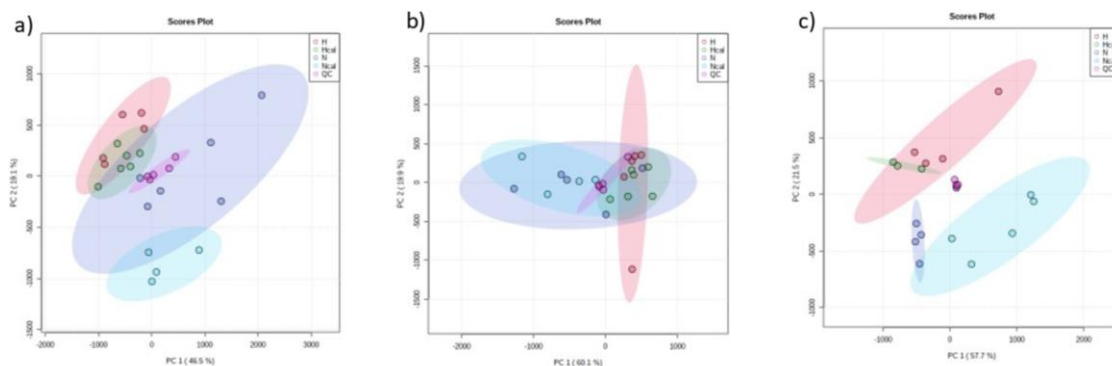 a)
Scores Plot
H
Hcal
N
Ncal
QC
PC 2 ( 19.1 %)
1000
500
0
-500
-1000
-1500
-2000 -1000 0 1000 2000 3000
PC 1 ( 46.5 %)
b)
Scores Plot
H
Hcal
N
Ncal
QC
PC 2 ( 19.9 %)
1500
1000
500
0
-500
-1000
-1500
-2000 -1000 0 1000
PC 1 ( 60.1 %)
c)
Scores Plot
H
Hcal
N
Ncal
QC
PC 2 ( 21.5 %)
1000
500
0
-5000
-1000
-1000 0 1000 2000
PC 1 ( 57.7 %)